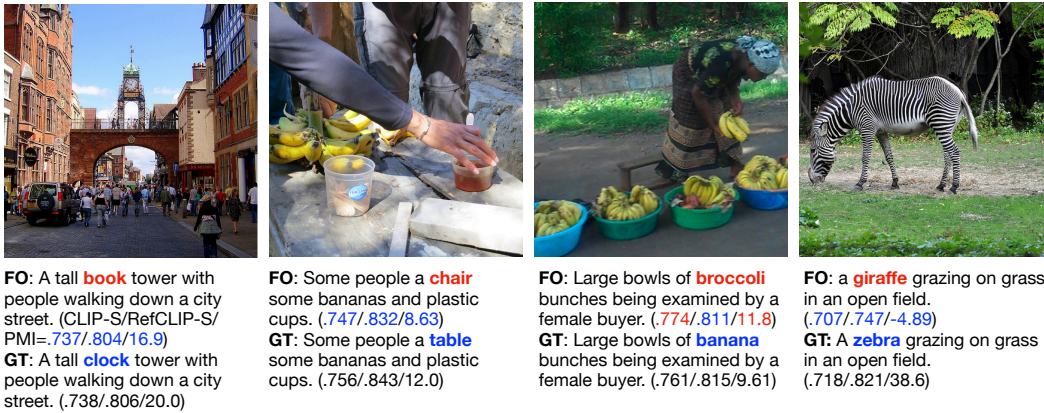 FO: A tall book tower with
people walking down a city
street. (CLIP-S/RefCLIP-S/
PMI=.737/.804/16.9)
GT: A tall clock tower with
people walking down a city
street. (.738/.806/20.0)
FO: Some people a chair
some bananas and plastic
cups. (.747/.832/8.63)
GT: Some people a table
some bananas and plastic
cups. (.756/.843/12.0)
FO: Large bowls of broccoli
bunches being examined by a
female buyer. (.774/.811/11.8)
GT: Large bowls of banana
bunches being examined by a
female buyer. (.761/.815/9.61)
FO: a giraffe grazing on grass
in an open field.
(.707/.747/-4.89)
GT: A zebra grazing on grass
in an open field.
(.718/.821/38.6)